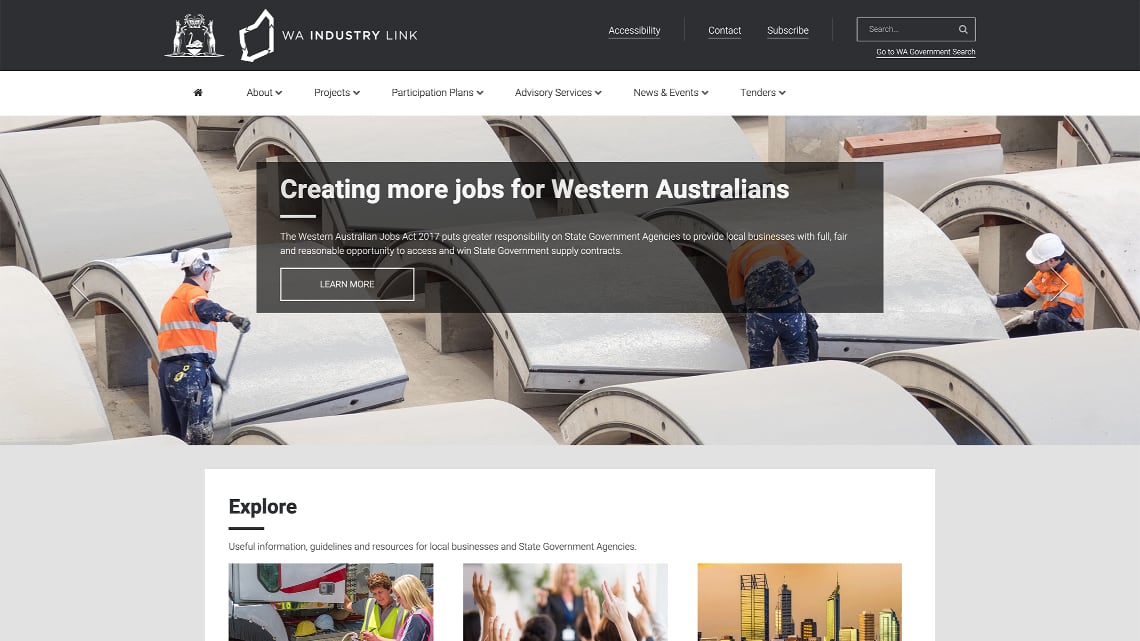 WA INDUSTRY LINK
Accessibility
Contact
Subscribe
Search...
Go to WA Government Search
About
Projects
Participation Plans
Advisory Services
News & Events
Tenders
Creating more jobs for Western Australians
The Western Australian Jobs Act 2017 puts greater responsibility on State Government Agencies to provide local businesses with full, fair
and reasonable opportunity to access and win State Government supply contracts.
LEARN MORE
Explore
Useful information, guidelines and resources for local businesses and State Government Agencies.